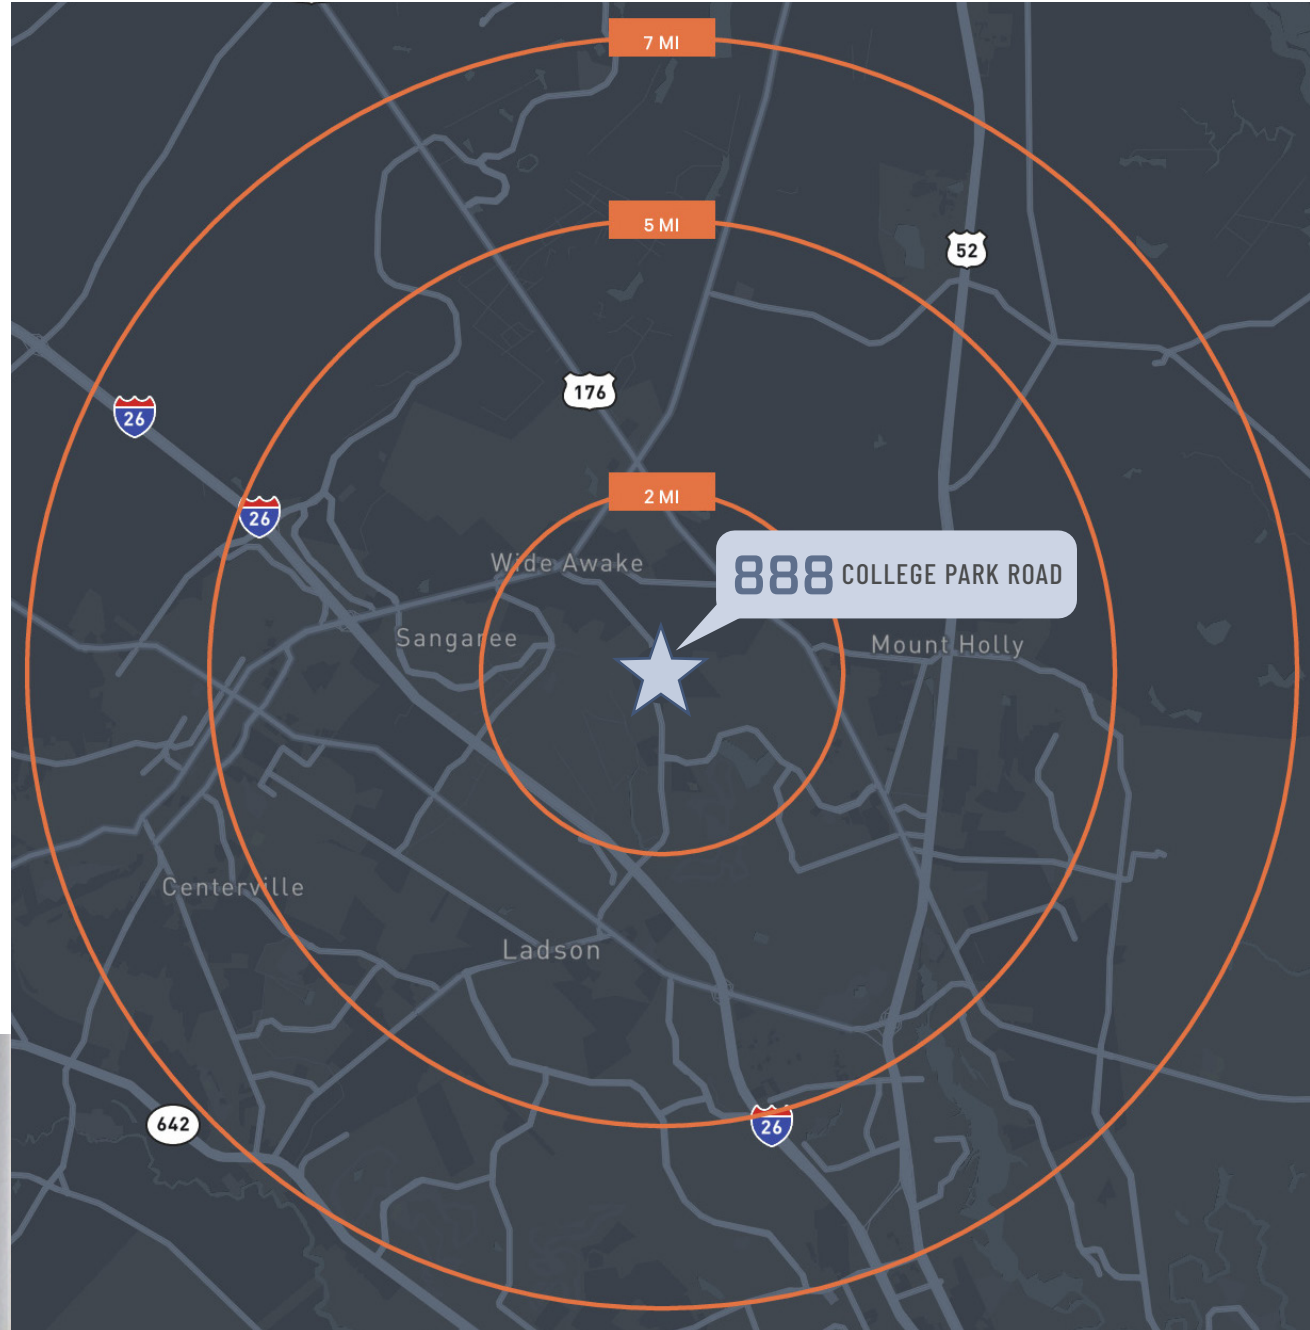 7 MI
5 MI
52
176
26
26
2 MI
Wide Awake
888 COLLEGE PARK ROAD
Sangaree
Mount Holly
Centerville
Ladson
642
26